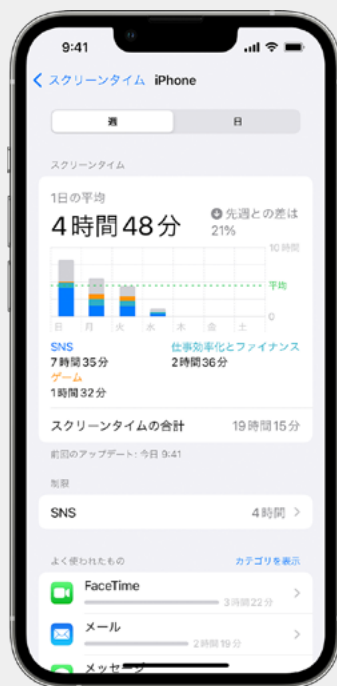 9:41
スクリーンタイム iPhone
週 日
スクリーンタイム
1日の平均
4時間48分
先週との差は
21%
10時間
平均
0
日 月 火 水 木 金 土
SNS 仕事効率化とファイナンス
7時間35分 2時間36分
ゲーム
1時間32分
スクリーンタイムの合計 19時間15分
前回のアップデート: 今日 9:41
制限
SNS 4時間
よく使われたもの カテゴリを表示
FaceTime
3時間22分
メール
2時間19分
メッセージ